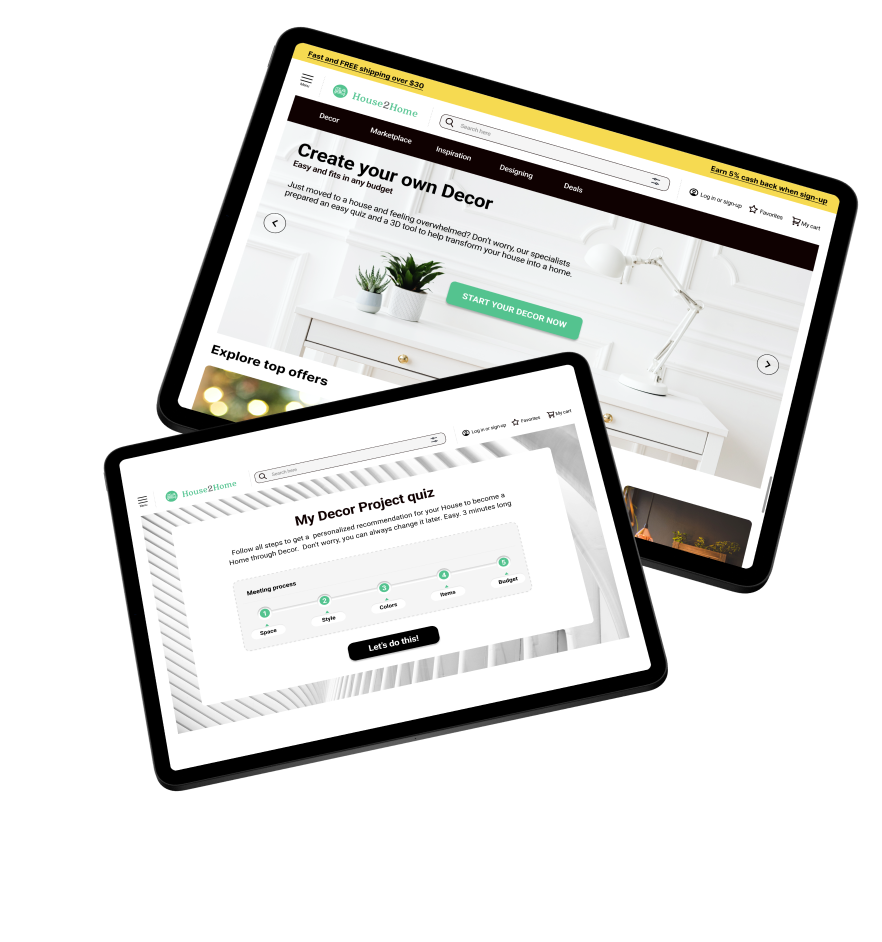 Fast and FREE shipping over $30
Earn 5% cash back when sign-up
Menu
House2Home
Search here
Log in or sign-up
Favorites
My cart
Decor
Marketplace
Inspiration
Designing
Deals
Create your own Decor
Easy and fits in any budget
Just moved to a house and feeling overwhelmed? Don't worry, our specialists
prepared an easy quiz and a 3D tool to help transform your house into a home.
START YOUR DECOR NOW
Explore top offers
Menu
House2Home
Search here
Log in or sign-up
Favorites
My cart
My Decor Project quiz
Follow all steps to get a personalized recommendation for your House to become a
Home through Decor. Don't worry, you can always change it later. Easy. 3 minutes long
Meeting process
1
2
3
4
5
Space
Style
Colors
Items
Budget
Let's do this!